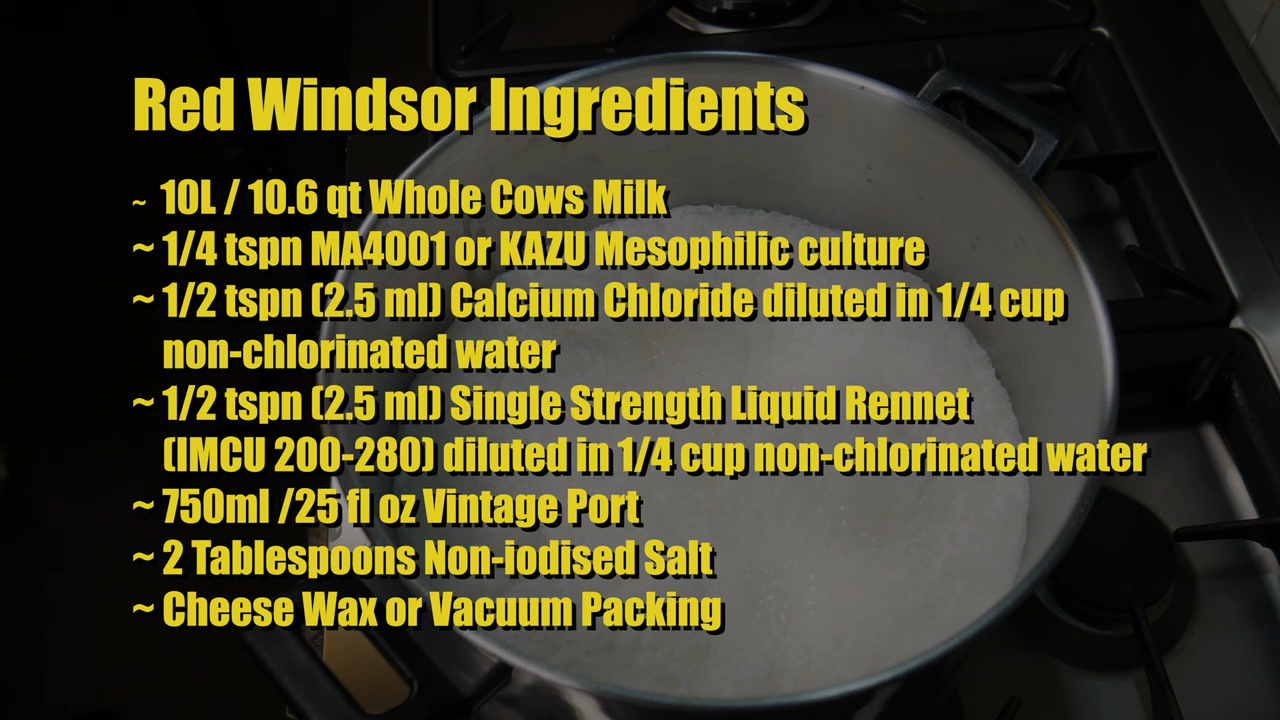 Red Windsor Ingredients
~ 10L / 10.6 qt Whole Cows Milk
~ 1/4 tspn MA4001 or KAZU Mesophilic culture
~ 1/2 tspn (2.5 ml) Calcium Chloride diluted in 1/4 cup
non-chlorinated water
~ 1/2 tspn (2.5 ml) Single Strength Liquid Rennet
(IMCU 200-280) diluted in 1/4 cup non-chlorinated water
~ 750ml /25 fl oz Vintage Port
~ 2 Tablespoons Non-iodised Salt
~ Cheese Wax or Vacuum Packing